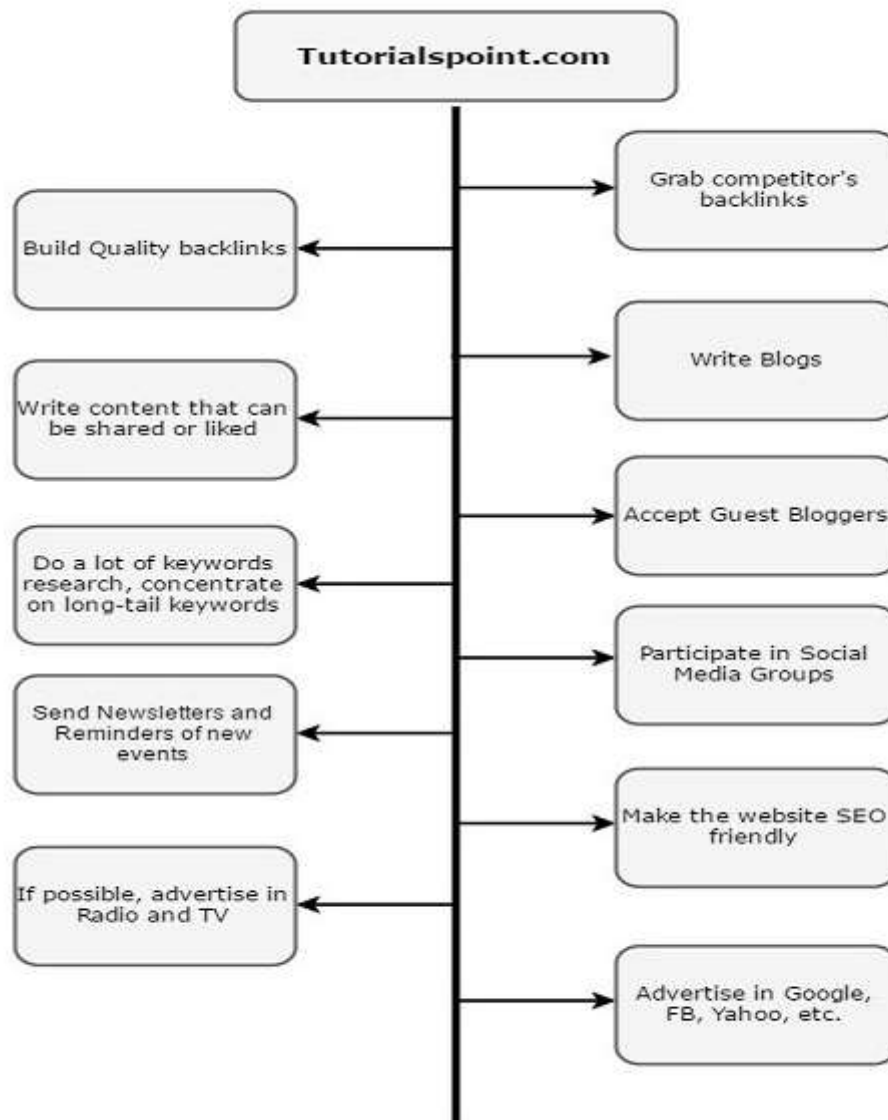 Tutorialspoint.com
Grab competitor's
backlinks
Build Quality backlinks
Write Blogs
Write content that can
be shared or liked
Accept Guest Bloggers
Do a lot of keywords
research, concentrate
on long-tail keywords
Participate in Social
Media Groups
Send Newsletters and
Reminders of new
events
Make the website SEO
friendly
If possible, advertise in
Radio and TV
Advertise in Google,
FB, Yahoo, etc.